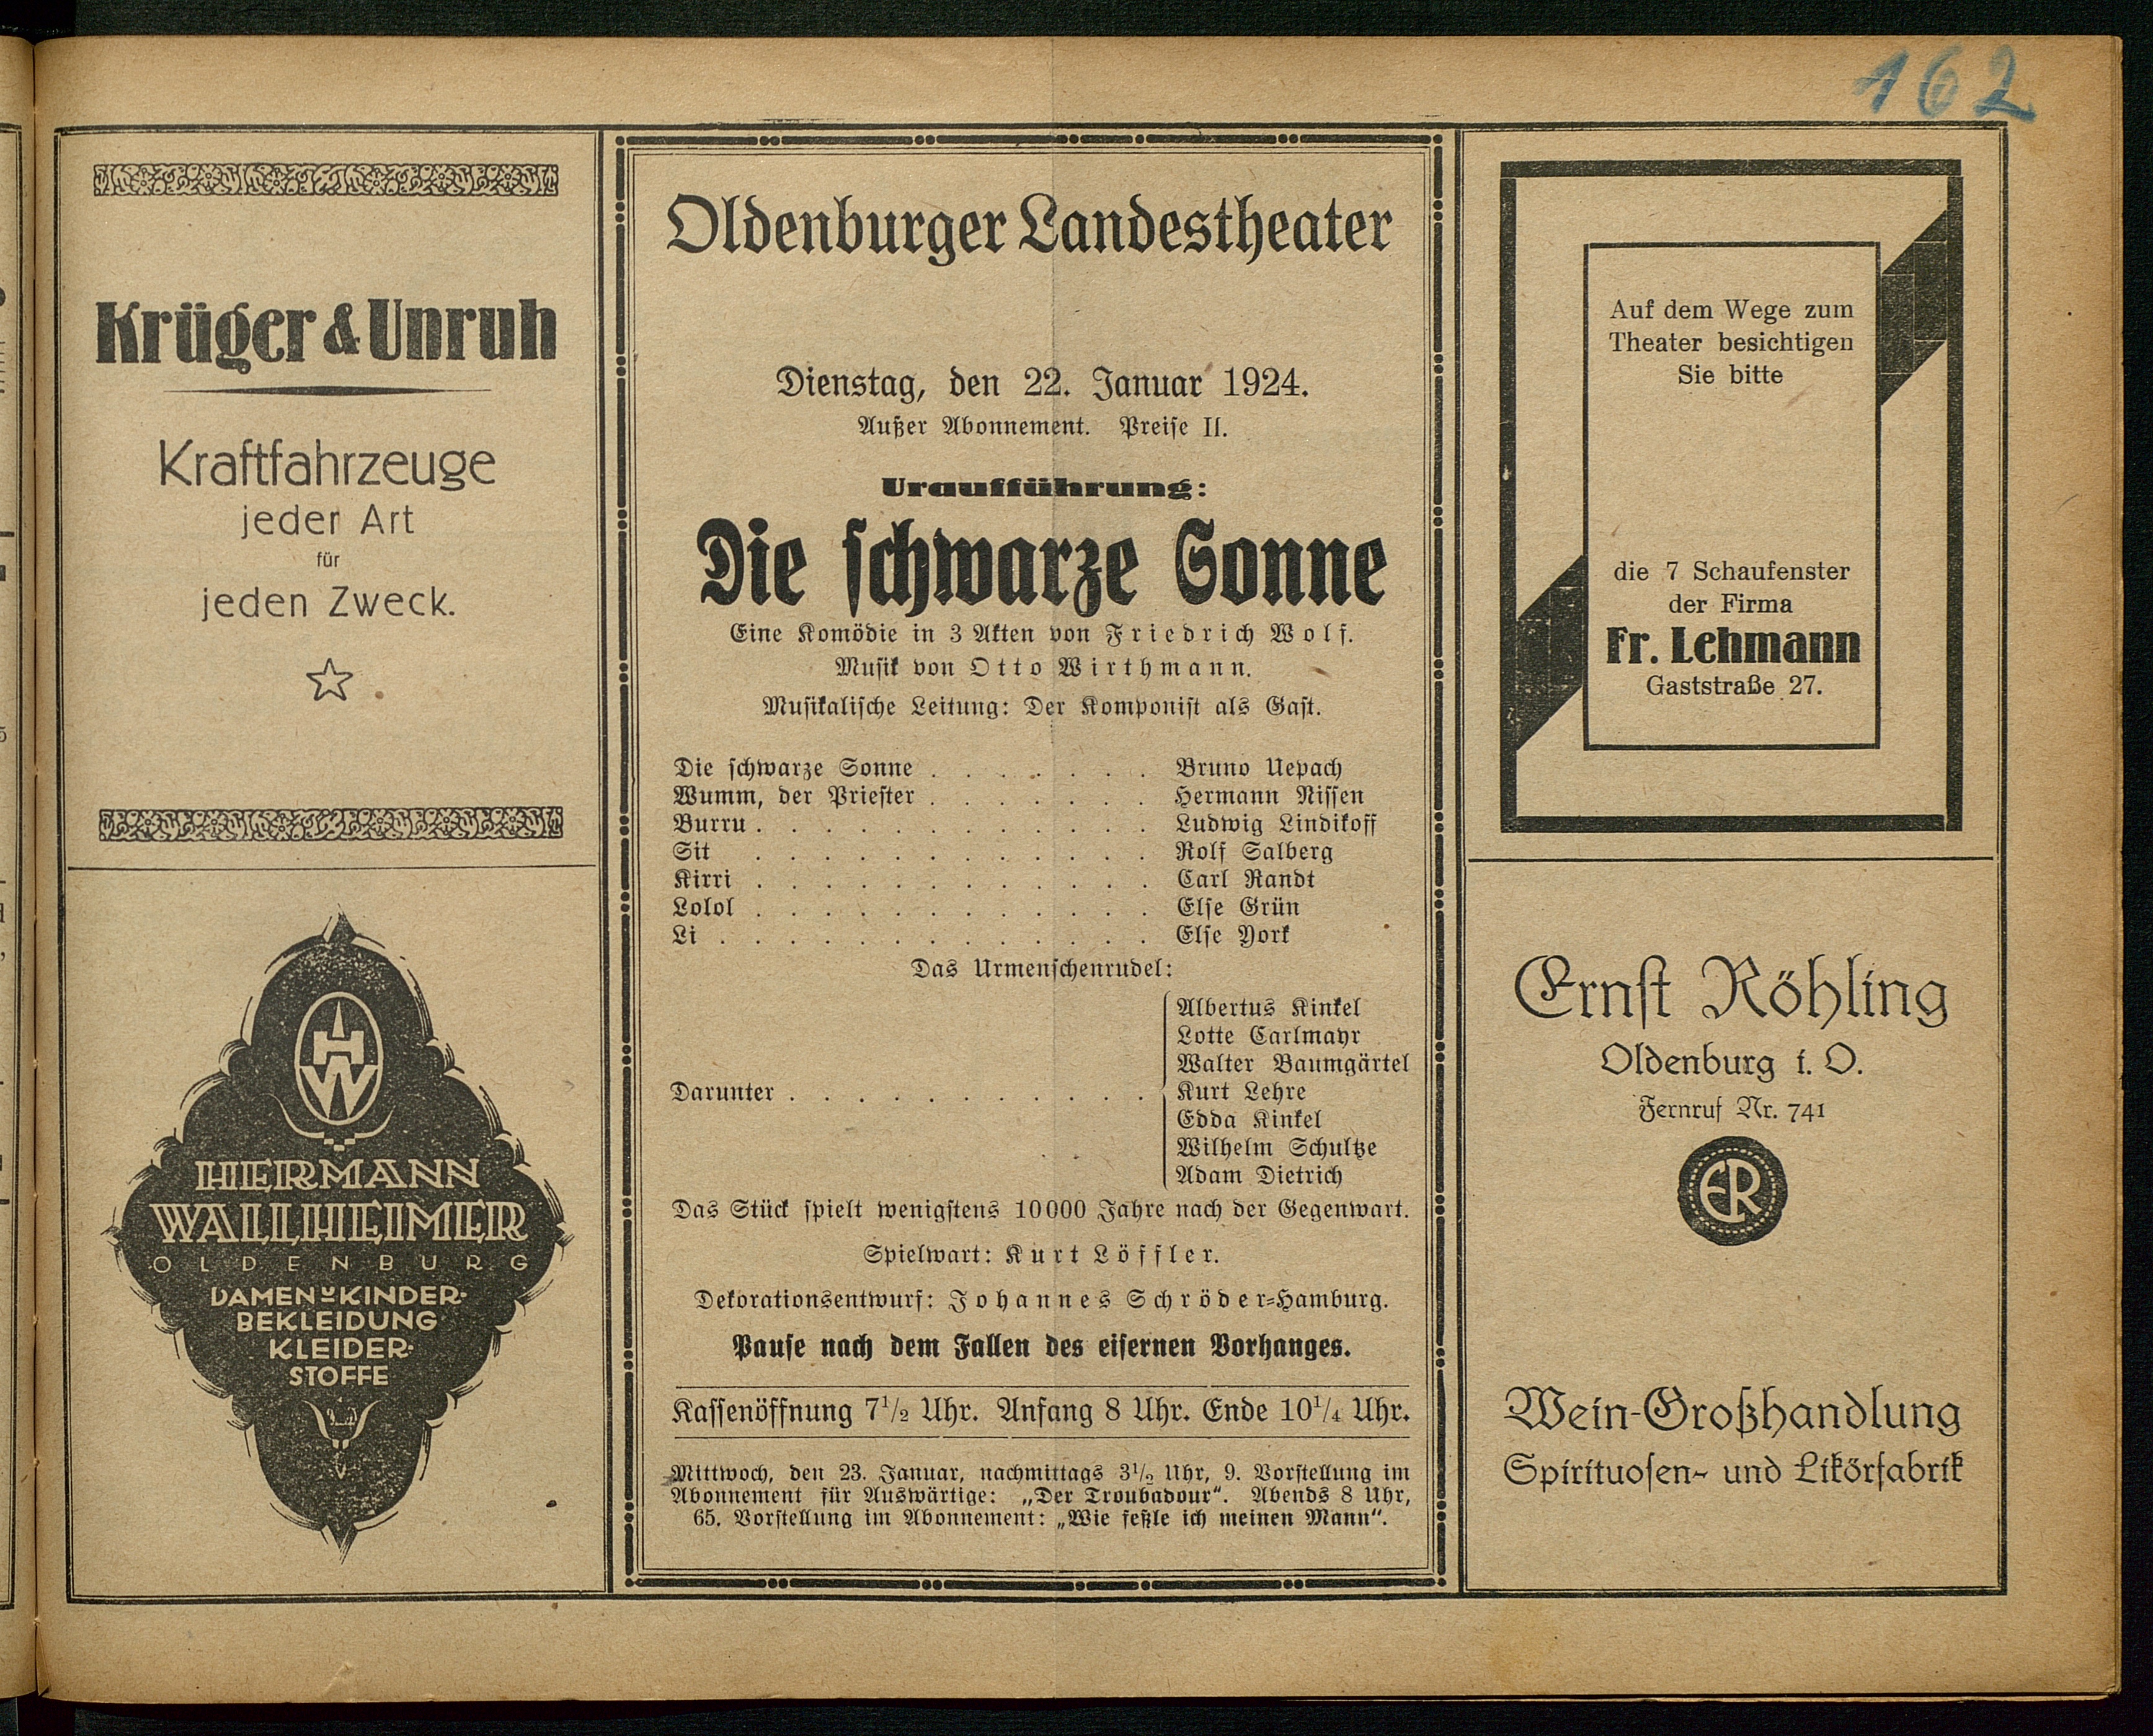 162
Krüger & Unruh
Kraftfahrzeuge
jeder Art
für
jeden Zweck.
HW
HERMANN
WALLHEIMER
OLDENBURG
DAMEN U KINDER-
BEKLEIDUNG
KLEIDER-
STOFFE
Oldenburger Landestheater
Dienstag, den 22. Januar 1924.
Außer Abonnement. Preise II.
Uraufführung:
Die schwarze Sonne
Eine Komödie in 3 Akten von Friedrich Wolf.
Musik von Otto Wirthmann.
Musikalische Leitung: Der Komponist als Gast.
Die schwarze Sonne . . . . . . . Bruno Uepach
Wumm, der Priester . . . . . . . Hermann Nissen
Burru . . . . . . . . . . . . Ludwig Lindikoff
Sit . . . . . . . . . . . . Rolf Salberg
Kirri . . . . . . . . . . . . Carl Randt
Lolol . . . . . . . . . . . . Else Grün
Li . . . . . . . . . . . . . Else York
Das Urmenschenrudel:
Albertus Kinkel
Lotte Carlmayr
Walter Baumgärtel
Darunter . . . . . . . . . . . Kurt Lehre
Edda Kinkel
Wilhelm Schultze
Adam Dietrich
Das Stück spielt wenigstens 10000 Jahre nach der Gegenwart.
Spielwart: Kurt Löffler.
Dekorationsentwurf: Johannes Schröder-Hamburg.
Pause nach dem Fallen des eisernen Vorhanges.
Kassenöffnung 7½ Uhr. Anfang 8 Uhr. Ende 10¼ Uhr.
Mittwoch, den 23. Januar, nachmittags 3½ Uhr, 9. Vorstellung im
Abonnement für Auswärtige: „Der Troubadour“. Abends 8 Uhr,
65. Vorstellung im Abonnement: „Wie feßle ich meinen Mann“.
Auf dem Wege zum
Theater besichtigen
Sie bitte
die 7 Schaufenster
der Firma
Fr. Lehmann
Gaststraße 27.
Ernst Röhling
Oldenburg i. O.
Fernruf Nr. 741
ER
Wein-Großhandlung
Spirituosen- und Likörfabrik